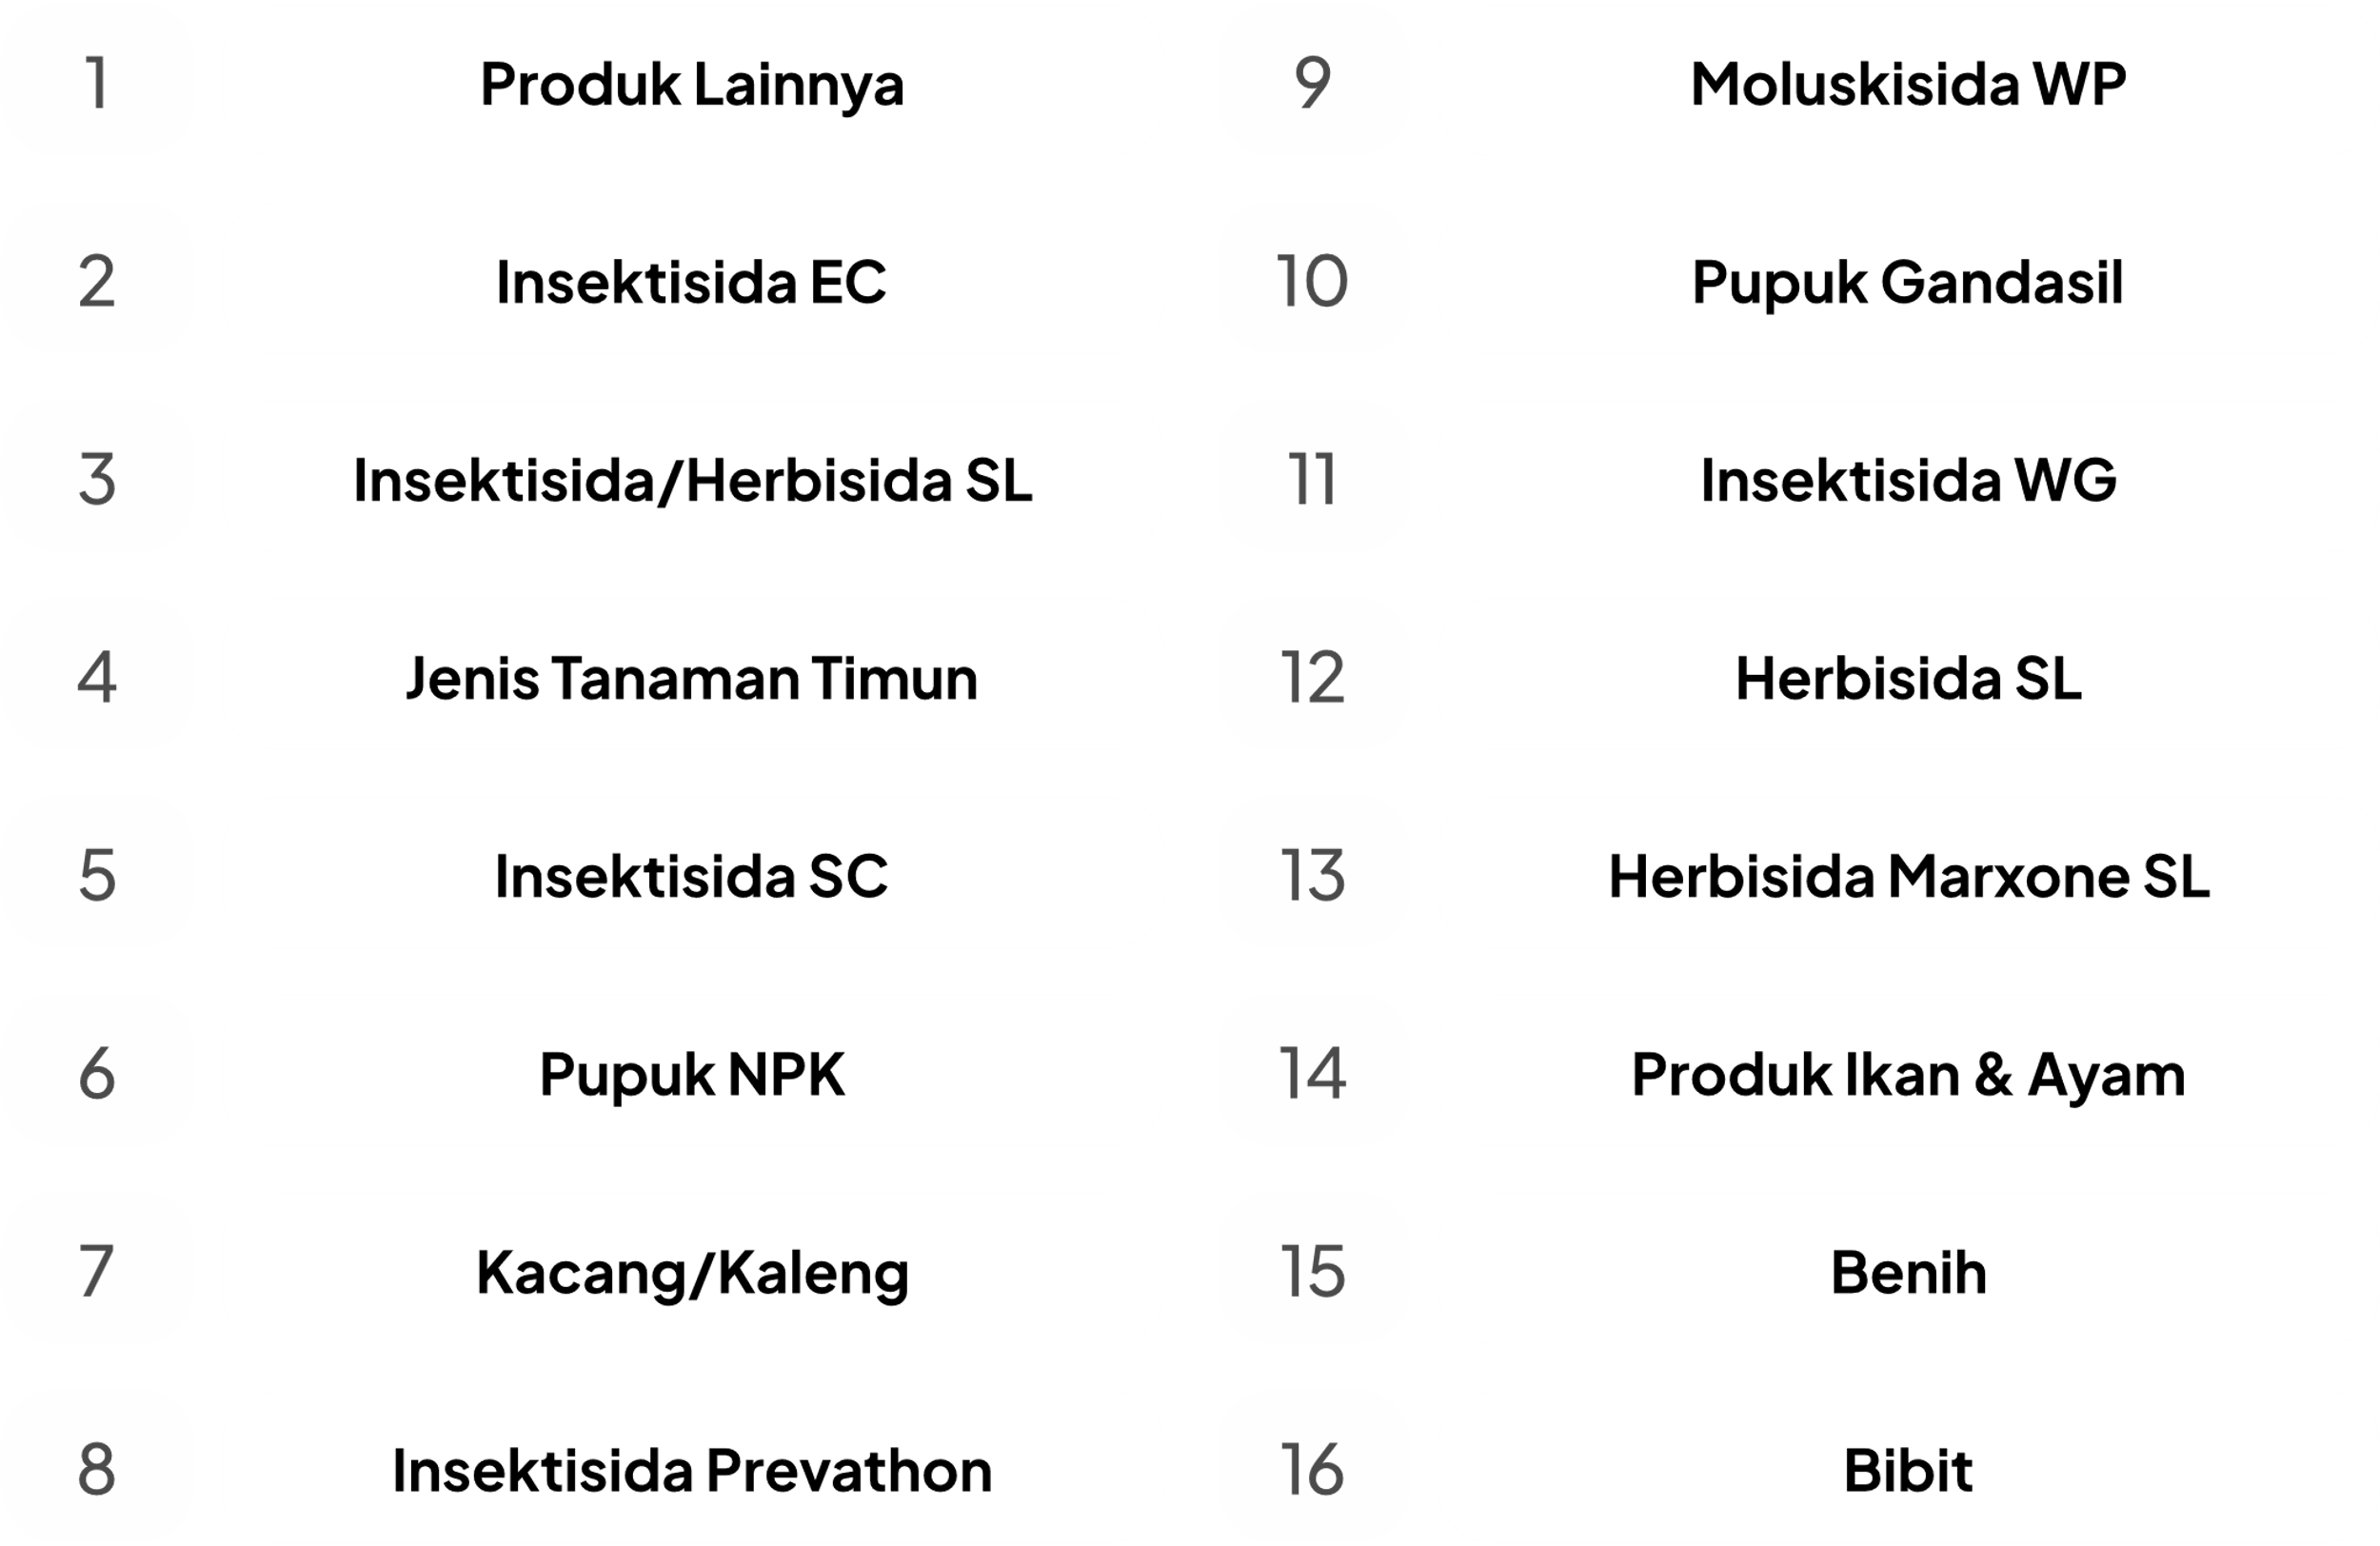 1 Produk Lainnya
2 Insektisida EC
3 Insektisida/Herbisida SL
4 Jenis Tanaman Timun
5 Insektisida SC
6 Pupuk NPK
7 Kacang/Kaleng
8 Insektisida Prevathon
9 Moluskisida WP
10 Pupuk Gandasil
11 Insektisida WG
12 Herbisida SL
13 Herbisida Marxone SL
14 Produk Ikan & Ayam
15 Benih
16 Bibit